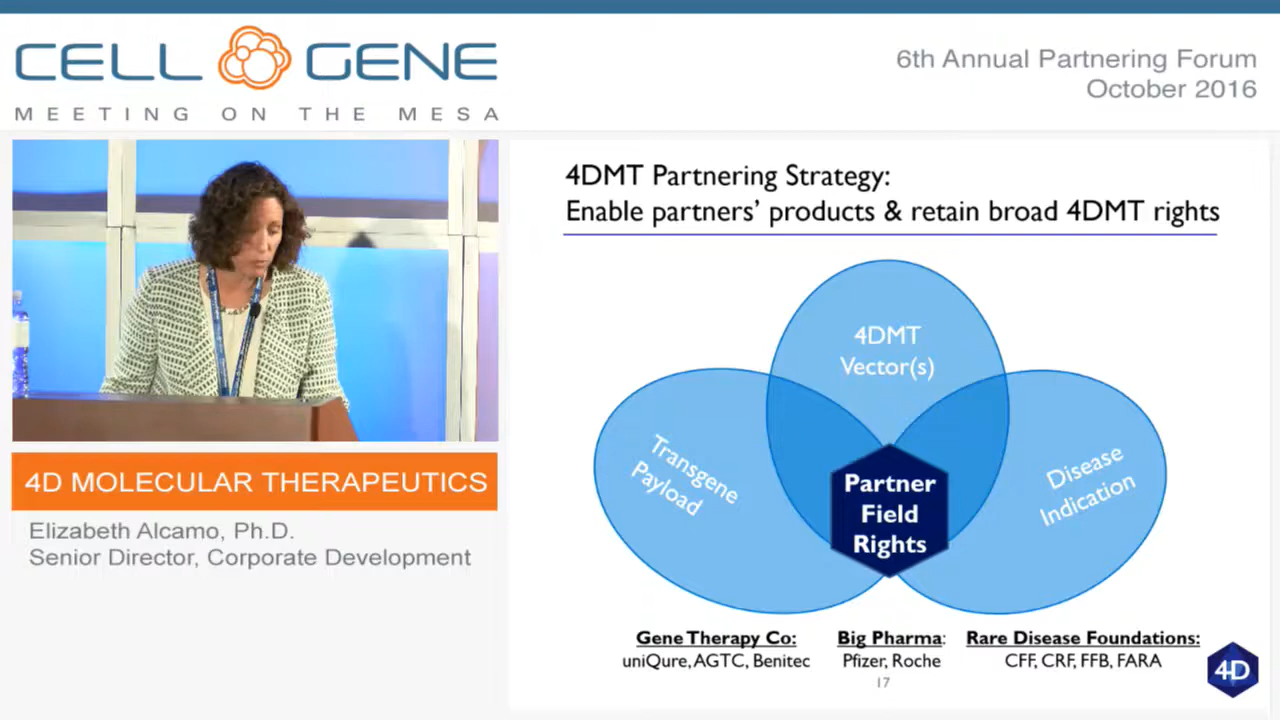 CELL GENE
MEETING ON THE MESA
6th Annual Partnering Forum
October 2016
4DMT Partnering Strategy:
Enable partners' products & retain broad 4DMT rights
4DMT
Vector(s)
Transgene
Payload
Disease
Indication
Partner
Field
Rights
Gene Therapy Co:
uniQure, AGTC, Benitec
Big Pharma:
Pfizer, Roche
Rare Disease Foundations:
CFF, CRF, FFB, FARA
17
4D
4D MOLECULAR THERAPEUTICS
Elizabeth Alcamo, Ph.D.
Senior Director, Corporate Development